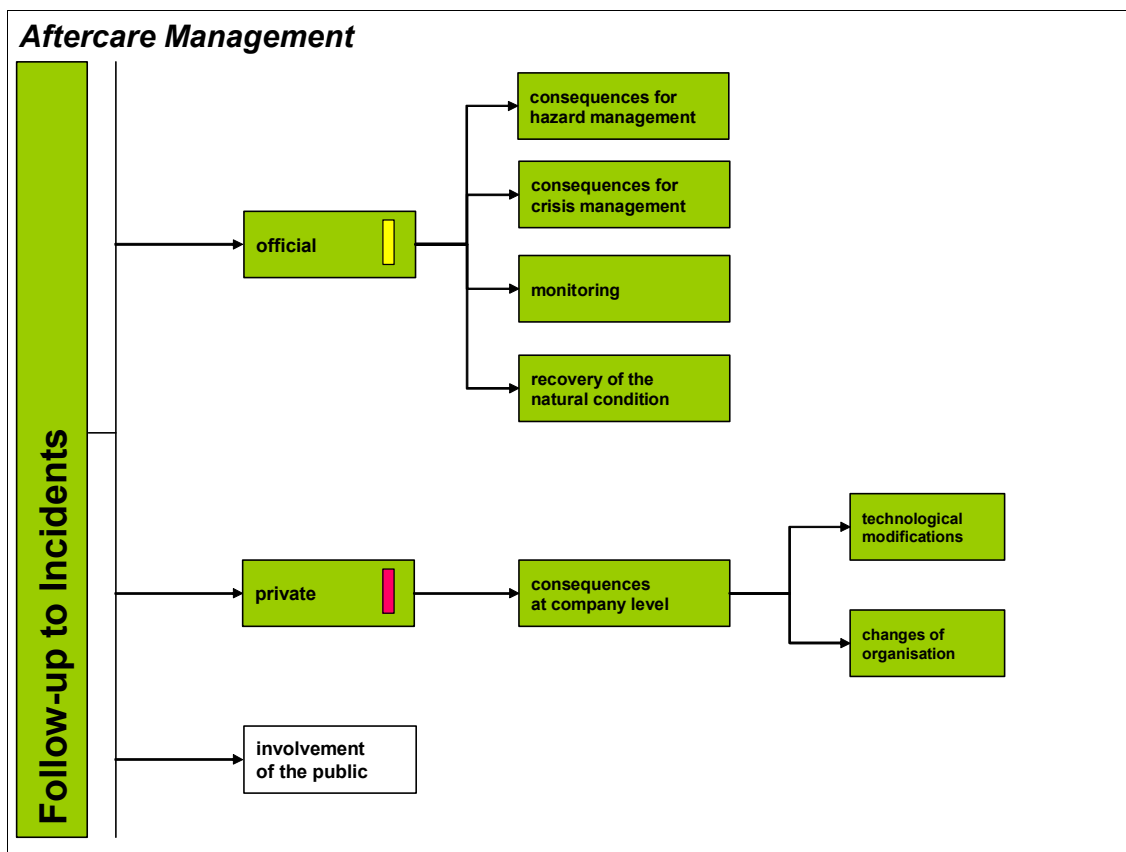 Aftercare Management
Follow-up to Incidents
official
consequences for
hazard management
consequences for
crisis management
monitoring
recovery of the
natural condition
private
consequences
at company level
technological
modifications
changes of
organisation
involvement
of the public